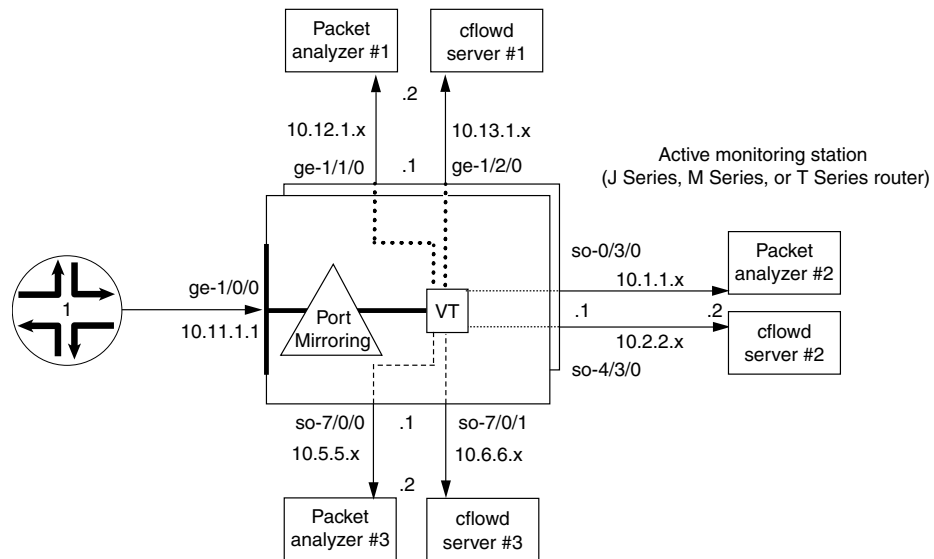 Packet
analyzer #1
cflowd
server #1
.2
10.12.1.x
10.13.1.x
ge-1/1/0
.1
ge-1/2/0
Active monitoring station
(J Series, M Series, or T Series router)
so-0/3/0
Packet
analyzer #2
10.1.1.x
ge-1/0/0
1
10.11.1.1
Port
Mirroring
VT
.1
.2
10.2.2.x
cflowd
server #2
so-4/3/0
so-7/0/0
.1
so-7/0/1
10.5.5.x
10.6.6.x
.2
Packet
analyzer #3
cflowd
server #3